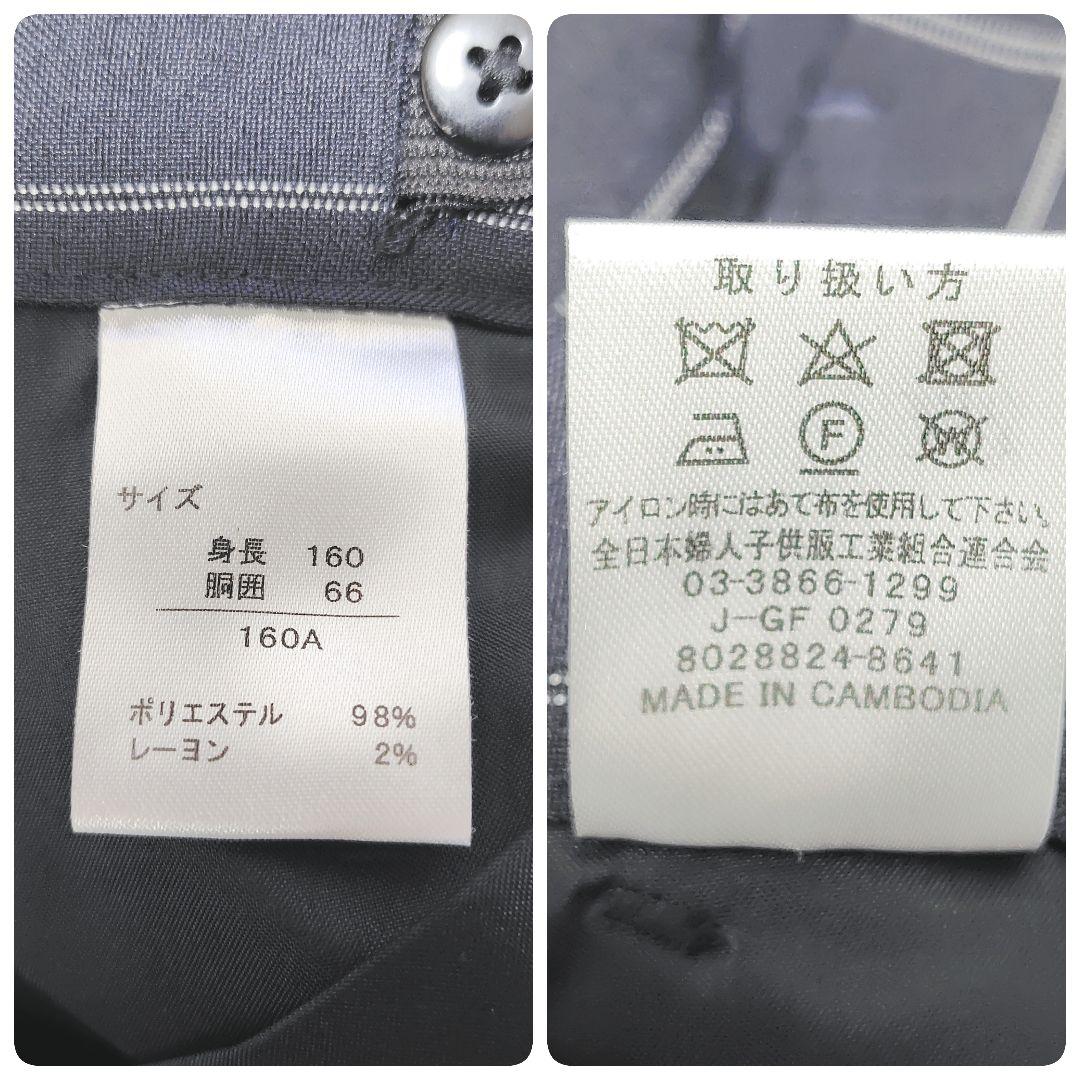 サイズ
身長 160
胴囲 66
160A
ポリエステル 98%
レーヨン 2%
取り扱い方
F
W
アイロン時にはあて布を使用して下さい。
全日本婦人子供服工業組合連合会
03-3866-1299
J-GF 0279
8028824-8641
MADE IN CAMBODIA